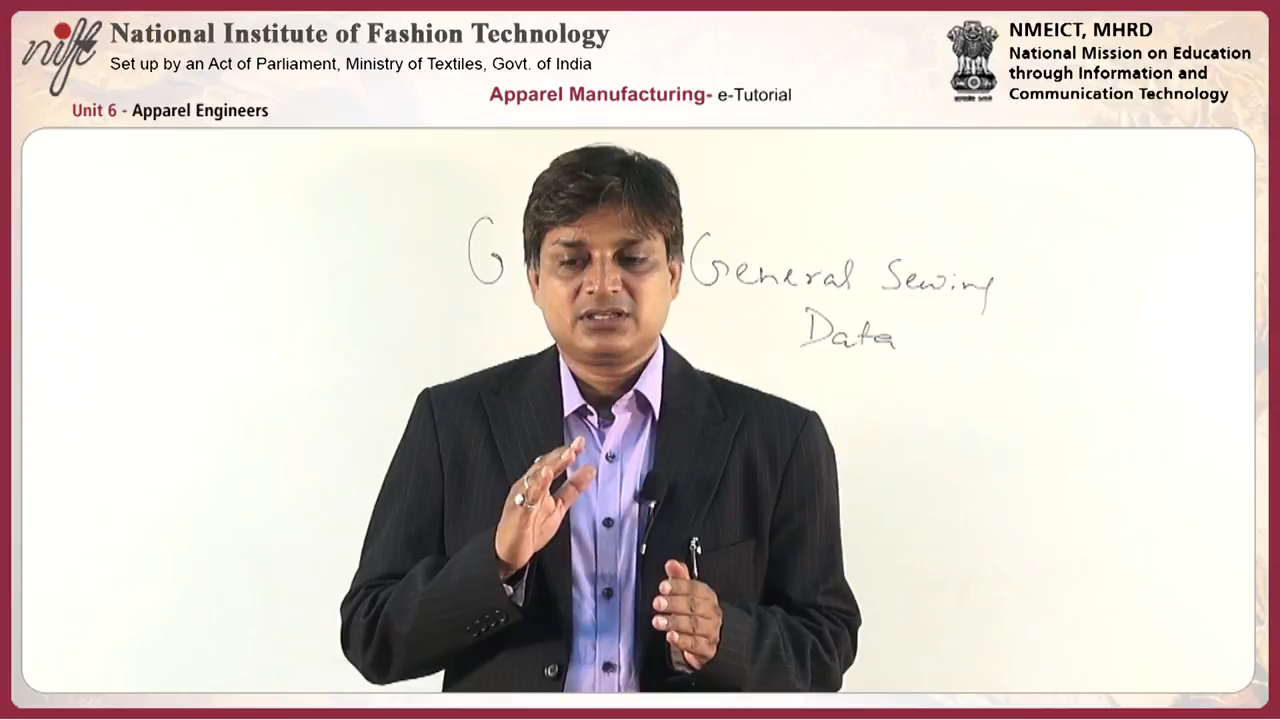 nift
National Institute of Fashion Technology
Set up by an Act of Parliament, Ministry of Textiles, Govt. of India
Unit 6 - Apparel Engineers
Apparel Manufacturing- e-Tutorial
NMEICT, MHRD
National Mission on Education
through Information and
Communication Technology
G General Sewing
Data